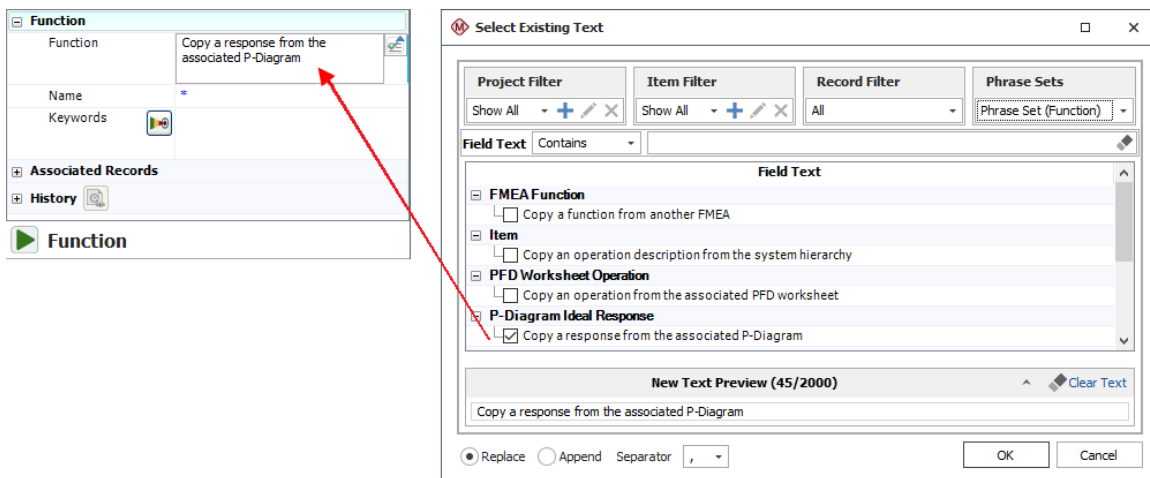 Function
Function
Copy a response from the
associated P-Diagram
Name
*
Keywords
Associated Records
History
Function
Select Existing Text
Project Filter
Item Filter
Record Filter
Phrase Sets
Show All
Show All
All
Phrase Set (Function)
Field Text
Contains
Field Text
FMEA Function
Copy a function from another FMEA
Item
Copy an operation description from the system hierarchy
PFD Worksheet Operation
Copy an operation from the associated PFD worksheet
P-Diagram Ideal Response
Copy a response from the associated P-Diagram
New Text Preview (45/2000)
Clear Text
Copy a response from the associated P-Diagram
Replace
Append
Separator
,
OK
Cancel